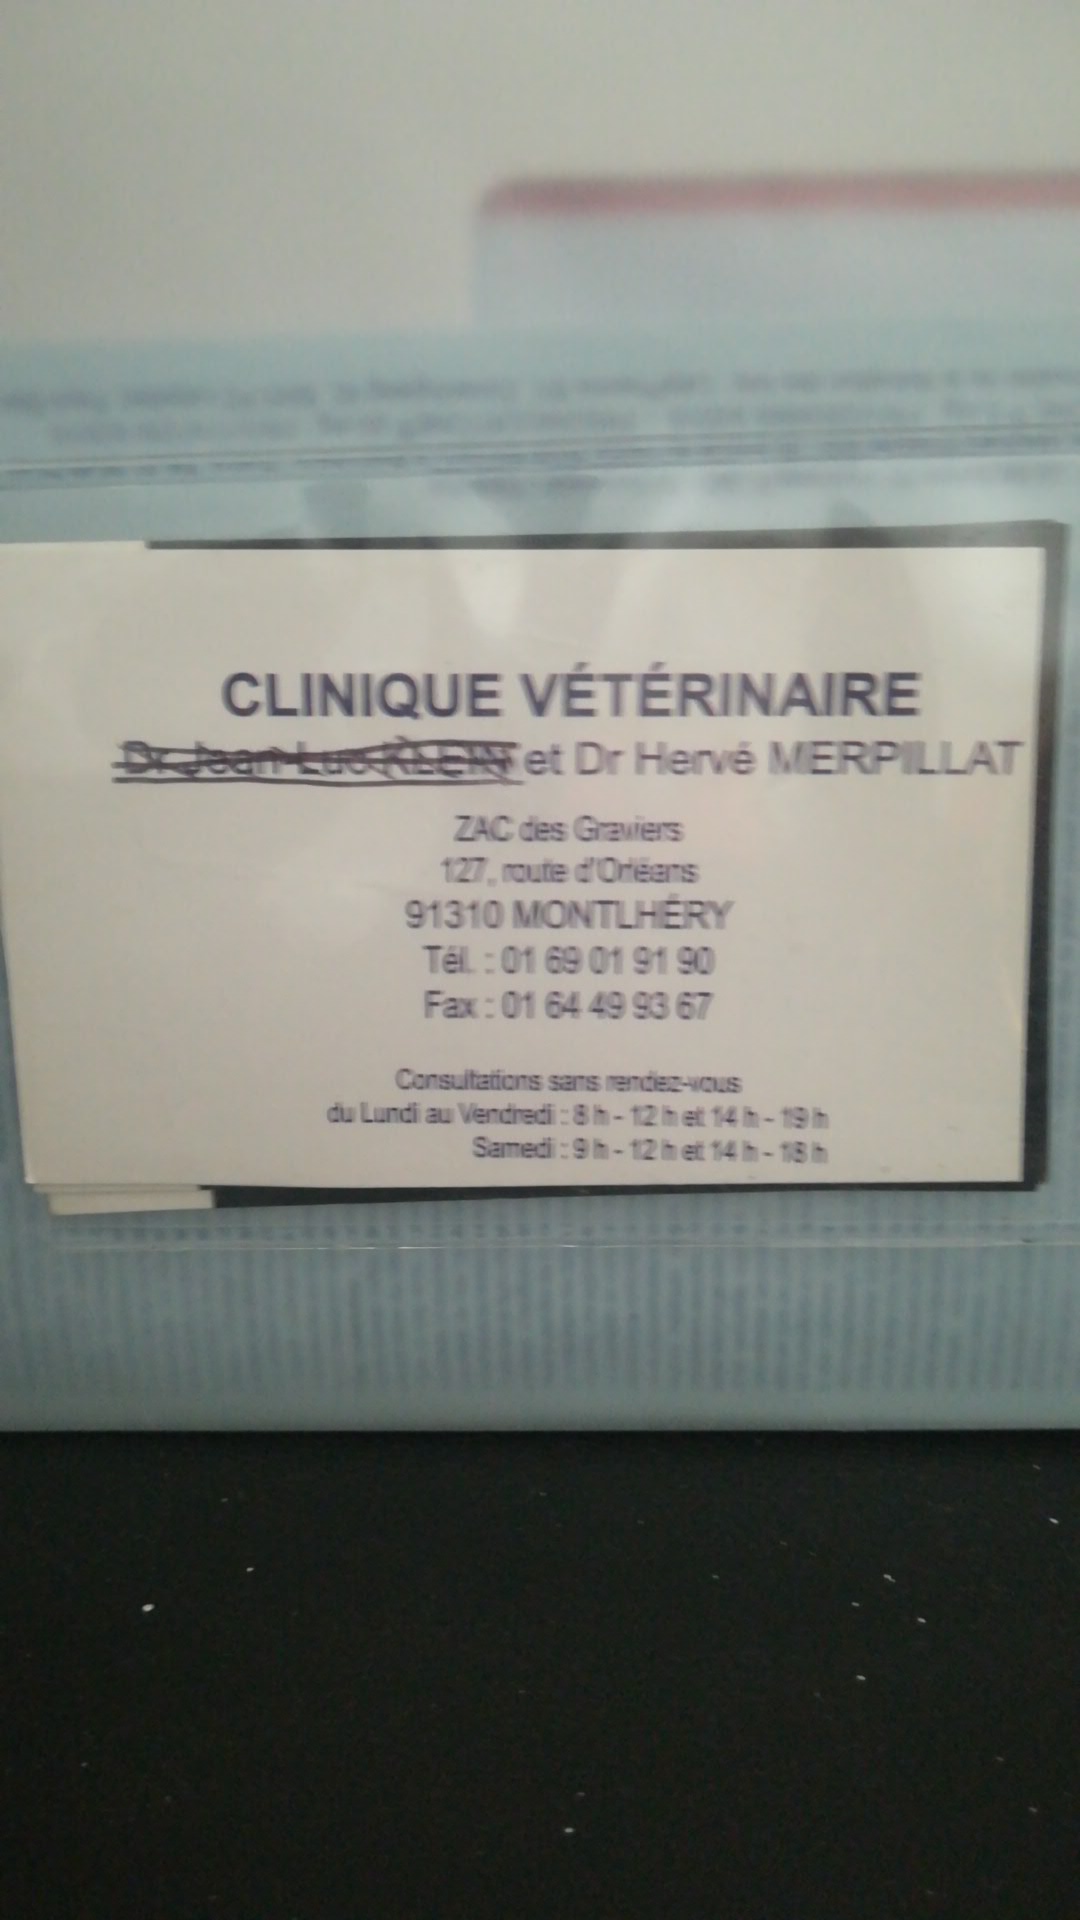 CLINIQUE VÉTÉRINAIRE
Dr Jean-Luc KLEIN et Dr Hervé MERPILLAT
ZAC des Graviers
127, route d'Orléans
91310 MONTLHÉRY
Tél. : 01 69 01 91 90
Fax : 01 64 49 93 67
Consultations sans rendez-vous
du Lundi au Vendredi : 8 h - 12 h et 14 h - 19 h
Samedi : 9 h - 12 h et 14 h - 18 h